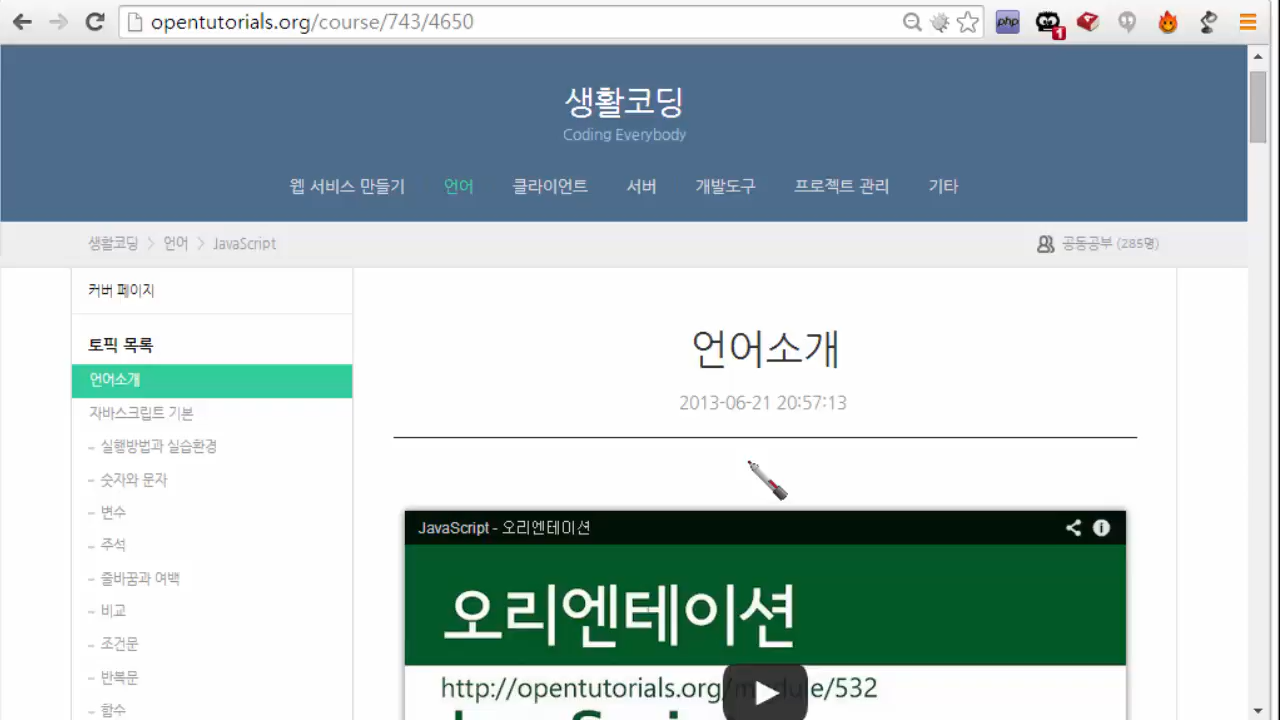 opentutorials.org/course/743/4650
php
1
생활코딩
Coding Everybody
웹 서비스 만들기 언어 클라이언트 서버 개발도구 프로젝트 관리 기타
생활코딩 > 언어 > JavaScript
공동공부 (285명)
커버 페이지
토픽 목록
언어소개
자바스크립트 기본
- 실행방법과 실습환경
- 숫자와 문자
- 변수
- 주석
- 줄바꿈과 여백
- 비교
- 조건문
- 반복문
- 함수
언어소개
2013-06-21 20:57:13
JavaScript - 오리엔테이션
오리엔테이션
http://opentutorials.org/module/532